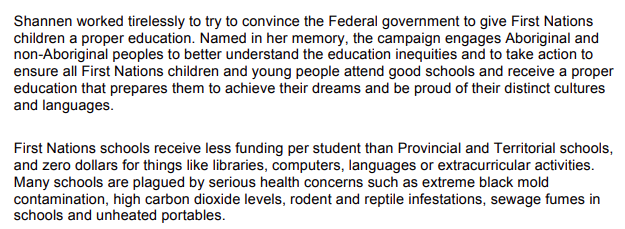 Shannen worked tirelessly to try to convince the Federal government to give First Nations
children a proper education. Named in her memory, the campaign engages Aboriginal and
non-Aboriginal peoples to better understand the education inequities and to take action to
ensure all First Nations children and young people attend good schools and receive a proper
education that prepares them to achieve their dreams and be proud of their distinct cultures
and languages.
First Nations schools receive less funding per student than Provincial and Territorial schools,
and zero dollars for things like libraries, computers, languages or extracurricular activities.
Many schools are plagued by serious health concerns such as extreme black mold
contamination, high carbon dioxide levels, rodent and reptile infestations, sewage fumes in
schools and unheated portables.